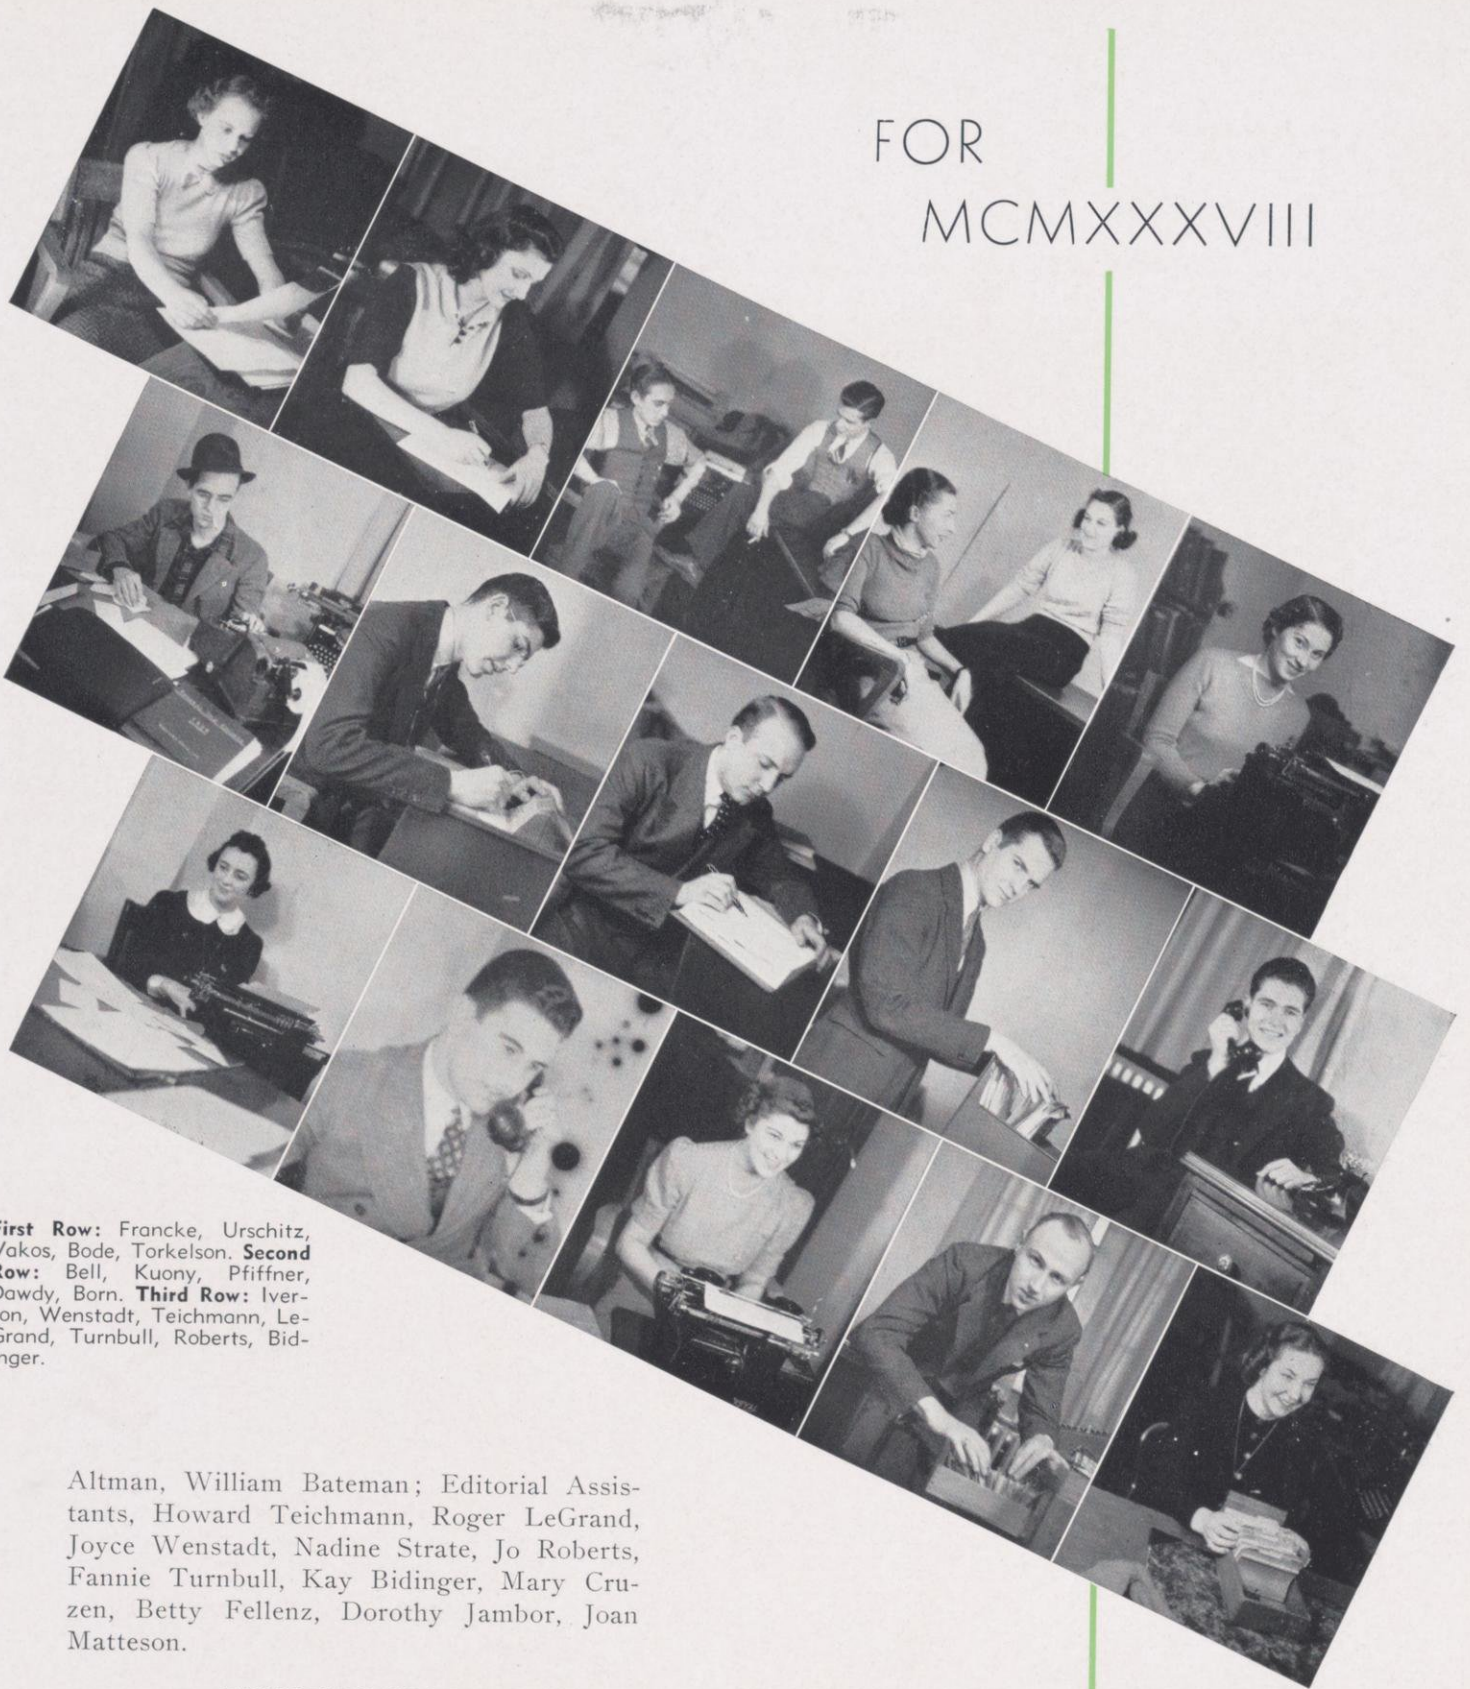 FOR
MCMXXXVIII
First Row: Francke, Urschitz,
Vakos, Bode, Torkelson. Second
Row: Bell, Kuony, Pfiffner,
Dawdy, Born. Third Row: Iver-
son, Wenstadt, Teichmann, Le-
Grand, Turnbull, Roberts, Bid-
inger.
Altman, William Bateman; Editorial Assis-
tants, Howard Teichmann, Roger LeGrand,
Joyce Wenstadt, Nadine Strate, Jo Roberts,
Fannie Turnbull, Kay Bidinger, Mary Cru-
zen, Betty Fellenz, Dorothy Jambor, Joan
Matteson.